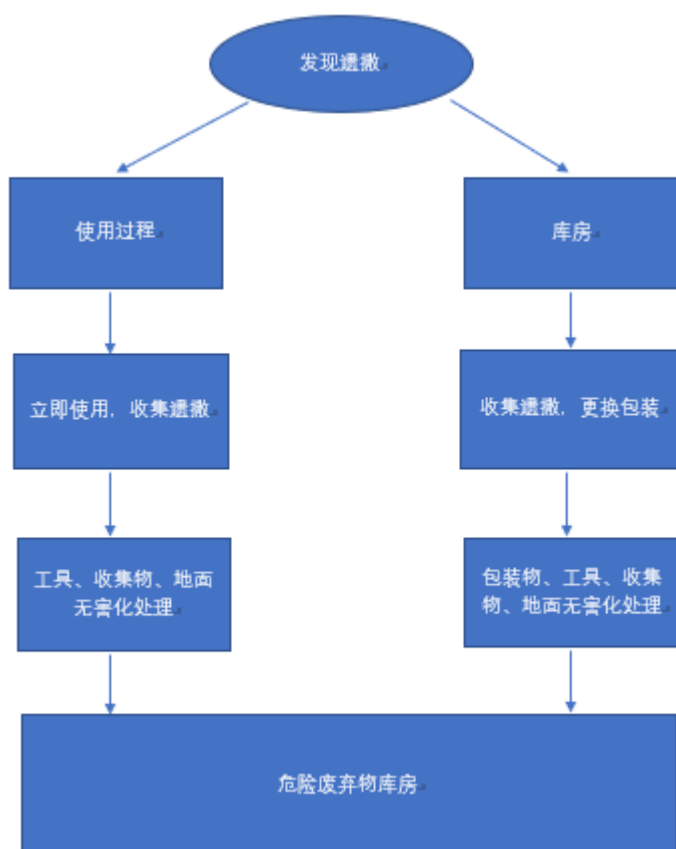 发现遗撒
使用过程
库房
立即使用，收集遗撒
收集遗撒，更换包装
工具、收集物、地面
无害化处理
包装物、工具、收集
物、地面无害化处理
危险废弃物库房